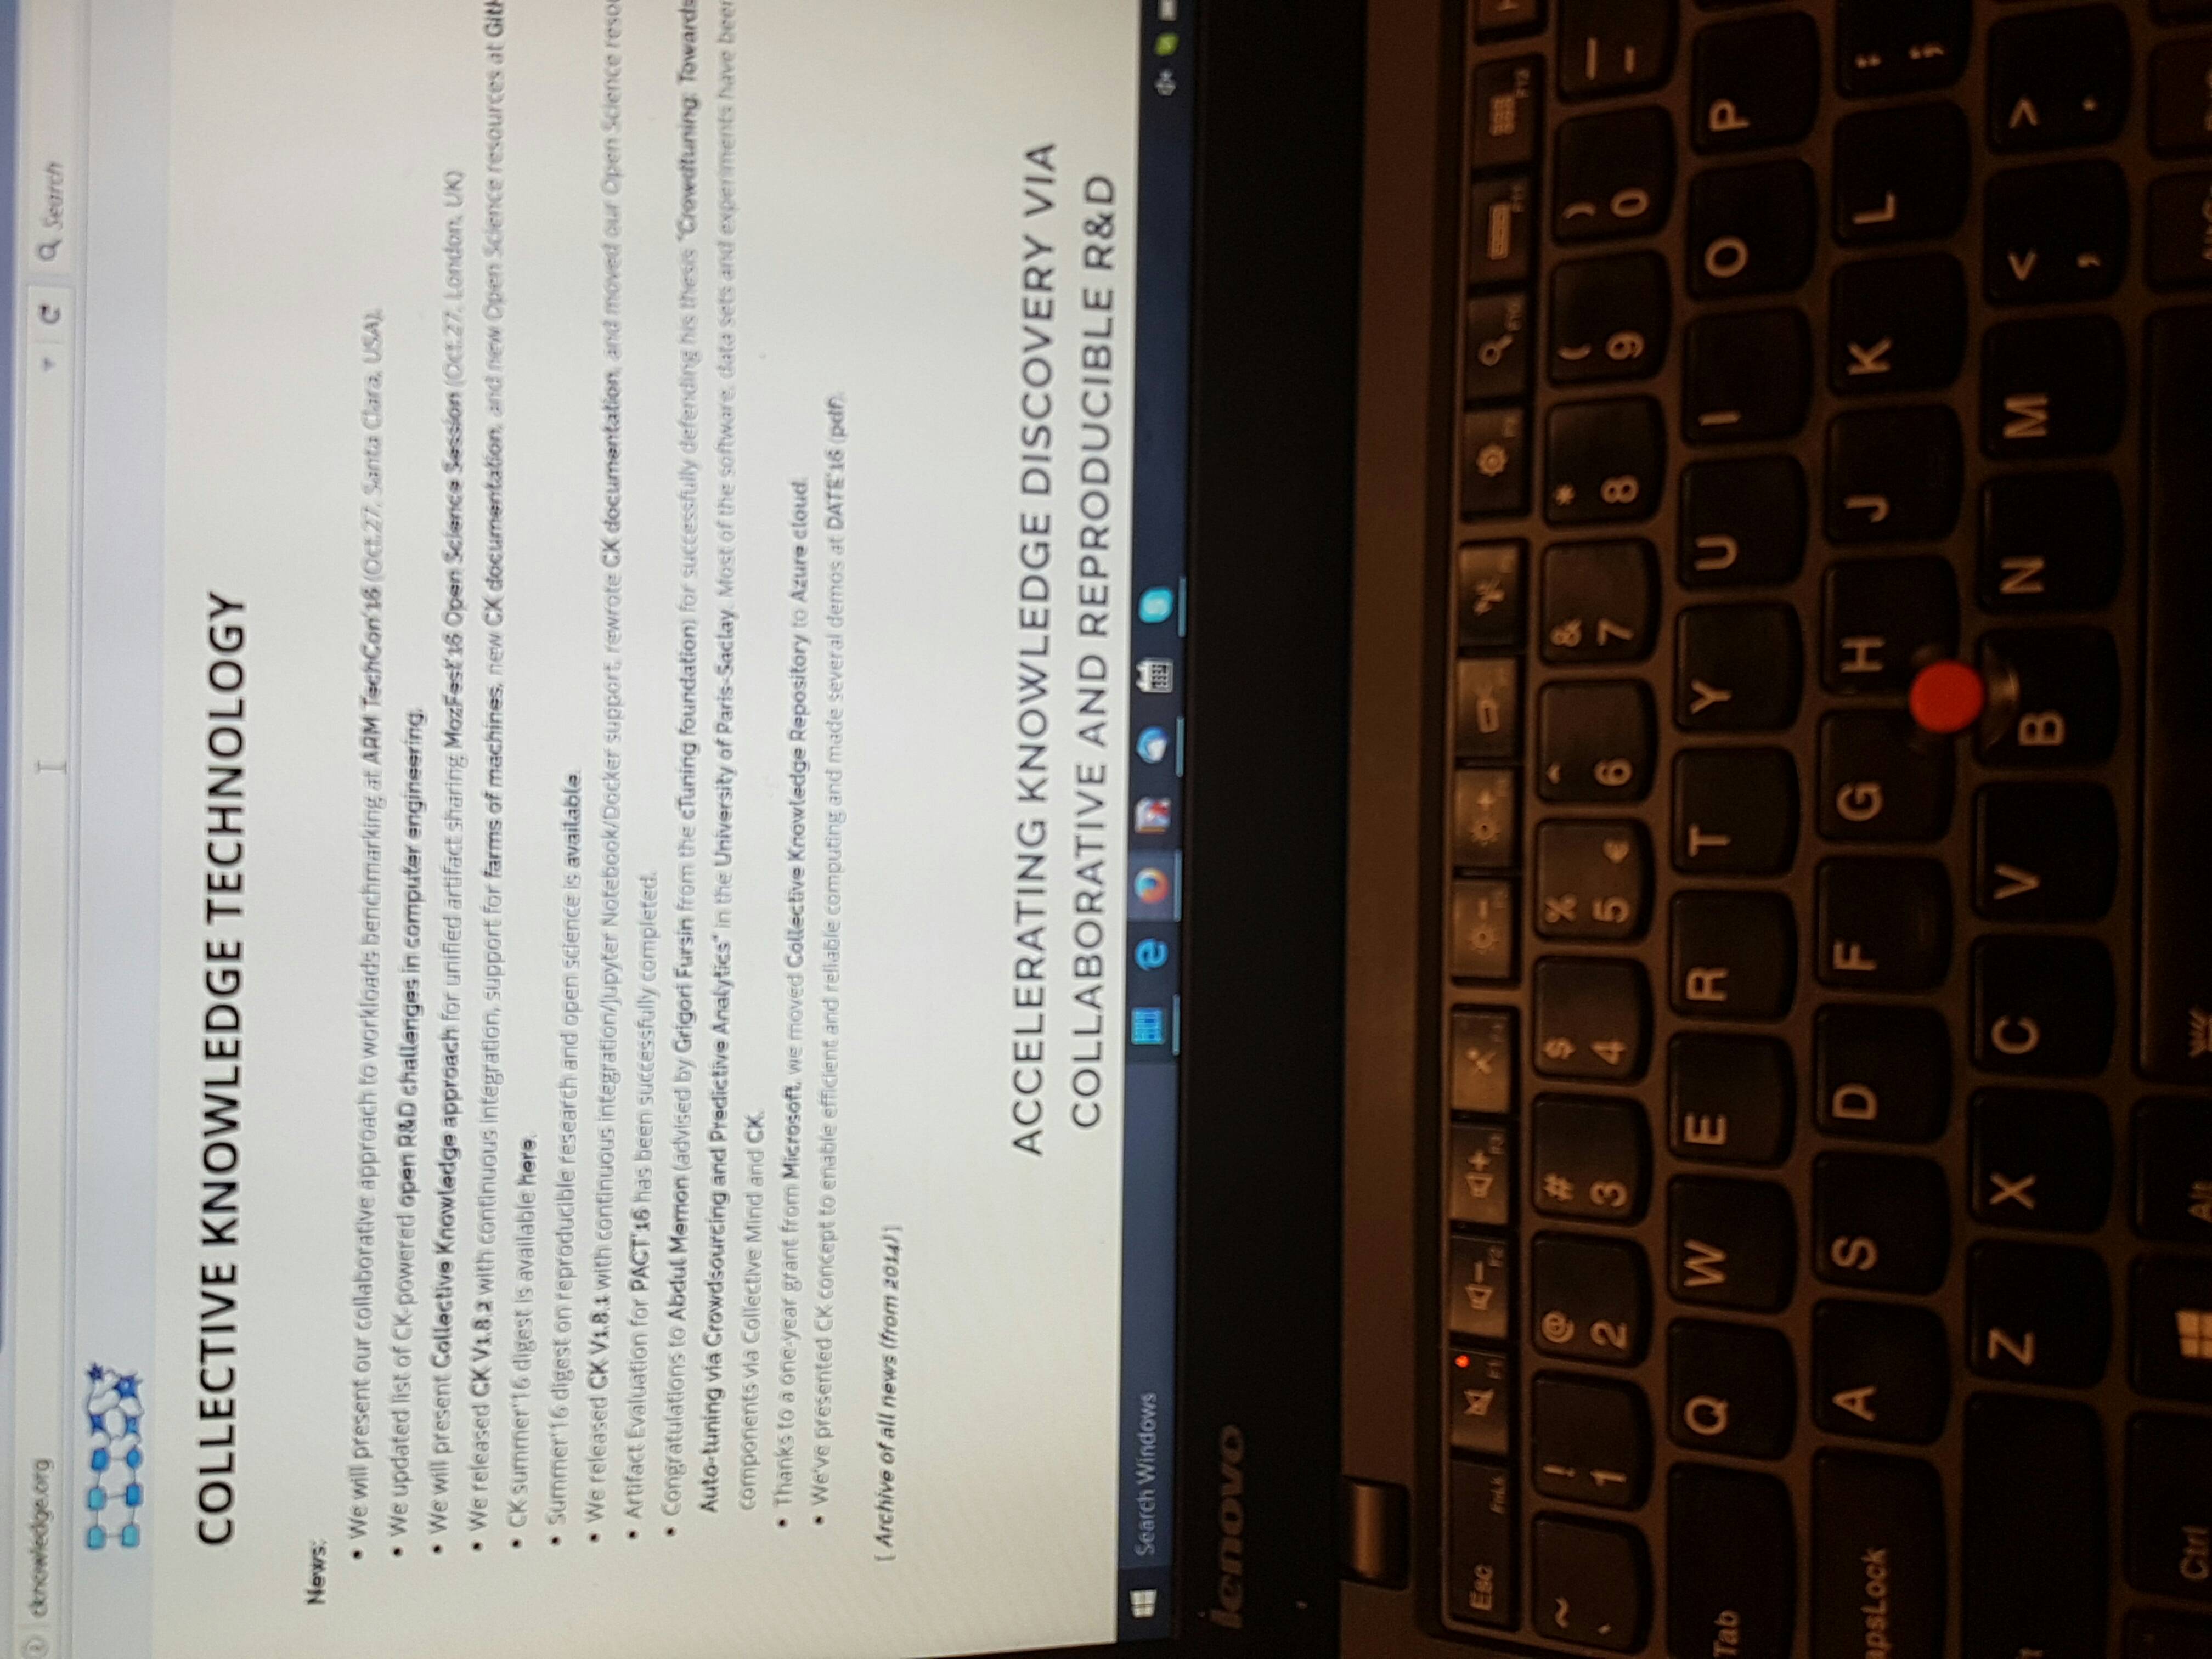 cknowledge.org
Search
COLLECTIVE KNOWLEDGE TECHNOLOGY
News:
• We will present our collaborative approach to workloads benchmarking at ARM TechCon'16 (Oct.27, Santa Clara, USA).
• We updated list of CK-powered open R&D challenges in computer engineering.
• We will present Collective Knowledge approach for unified artifact sharing MozFest'16 Open Science Session (Oct.27, London, UK)
• We released CK V1.8.2 with continuous integration, support for farms of machines, new CK documentation, and new Open Science resources at GitH
• CK summer'16 digest is available here.
• Summer'16 digest on reproducible research and open science is available.
• We released CK V1.8.1 with continuous integration/Jupyter Notebook/Docker support, rewrote CK documentation, and moved our Open Science resou
• Artifact Evaluation for PACT'16 has been successfully completed.
• Congratulations to Abdul Memon (advised by Grigori Fursin from the cTuning foundation) for successfully defending his thesis "Crowdtuning: Towards
Auto-tuning via Crowdsourcing and Predictive Analytics" in the University of Paris-Saclay. Most of the software, data sets and experiments have been
components via Collective Mind and CK.
• Thanks to a one-year grant from Microsoft, we moved Collective Knowledge Repository to Azure cloud.
• We've presented CK concept to enable efficient and reliable computing and made several demos at DATE'16 (pdf).
[ Archive of all news (from 2014) ]
ACCELERATING KNOWLEDGE DISCOVERY VIA
COLLABORATIVE AND REPRODUCIBLE R&D
Search Windows
lenovo
Esc FnLk F1 F2 F3
~ ! @ # $ % ^ & * ( ) _
` 1 2 3 4 5 € 6 7 8 9 0 -
Tab Q W E R T Y U I O P
apsLock A S D F G H J K L : ;
Z X C V B N M < , > .
Ctrl Alt